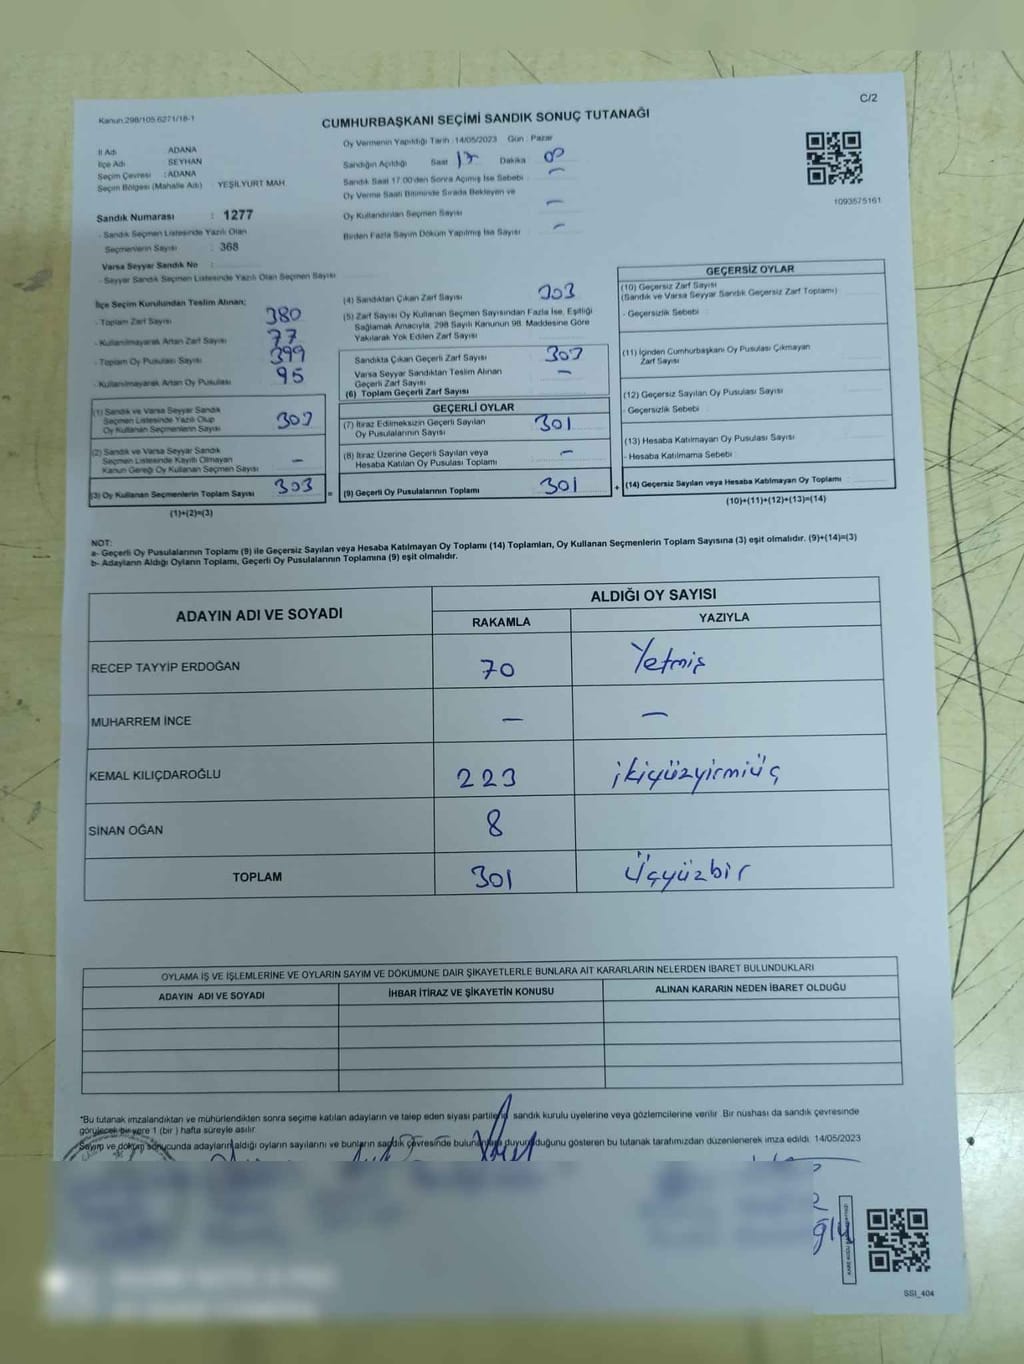 Kanun.298/105.6271/18-1
C/2
CUMHURBAŞKANI SEÇİMİ SANDIK SONUÇ TUTANAĞI
İl Adı ADANA
İlçe Adı SEYHAN
Seçim Çevresi : ADANA
Seçim Bölgesi (Mahalle Adı) : YEŞİLYURT MAH.
Sandık Numarası : 1277
- Sandık Seçmen Listesinde Yazılı Olan
Seçmenlerin Sayısı : 368
Varsa Seyyar Sandık No :
- Seyyar Sandık Seçmen Listesinde Yazılı Olan Seçmen Sayısı
Oy Vermenin Yapıldığı Tarih : 14/05/2023 Gün : Pazar
Sandığın Açıldığı Saat 17 Dakika 00
Sandık Saat 17:00'den Sonra Açılmış İse Sebebi : —
Oy Verme Saati Bitiminde Sırada Bekleyen ve
Oy Kullandırılan Seçmen Sayısı —
Birden Fazla Sayım Döküm Yapılmış İse Sayısı —
1093575161
İlçe Seçim Kurulundan Teslim Alınan;
- Toplam Zarf Sayısı 380
- Kullanılmayarak Artan Zarf Sayısı 77
- Toplam Oy Pusulası Sayısı 399
- Kullanılmayarak Artan Oy Pusulası 95
(1) Sandık ve Varsa Seyyar Sandık
Seçmen Listesinde Yazılı Olup
Oy Kullanan Seçmenlerin Sayısı 303
(2) Sandık ve Varsa Seyyar Sandık
Seçmen Listesinde Kayıtlı Olmayan
Kanun Gereği Oy Kullanan Seçmen Sayısı —
(3) Oy Kullanan Seçmenlerin Toplam Sayısı 303
(1)+(2)=(3)
(4) Sandıktan Çıkan Zarf Sayısı 303
(5) Zarf Sayısı Oy Kullanan Seçmen Sayısından Fazla İse, Eşitliği
Sağlamak Amacıyla, 298 Sayılı Kanunun 98. Maddesine Göre
Yakılarak Yok Edilen Zarf Sayısı
Sandıkta Çıkan Geçerli Zarf Sayısı 303
Varsa Seyyar Sandıktan Teslim Alınan
Geçerli Zarf Sayısı —
(6) Toplam Geçerli Zarf Sayısı
GEÇERLİ OYLAR
(7) İtiraz Edilmeksizin Geçerli Sayılan
Oy Pusulalarının Sayısı 301
(8) İtiraz Üzerine Geçerli Sayılan veya
Hesaba Katılan Oy Pusulası Toplamı —
= (9) Geçerli Oy Pusulalarının Toplamı 301
GEÇERSİZ OYLAR
(10) Geçersiz Zarf Sayısı
(Sandık ve Varsa Seyyar Sandık Geçersiz Zarf Toplamı)
- Geçersizlik Sebebi :
(11) İçinden Cumhurbaşkanı Oy Pusulası Çıkmayan
Zarf Sayısı
(12) Geçersiz Sayılan Oy Pusulası Sayısı
- Geçersizlik Sebebi
(13) Hesaba Katılmayan Oy Pusulası Sayısı
- Hesaba Katılmama Sebebi :
+ (14) Geçersiz Sayılan veya Hesaba Katılmayan Oy Toplamı
(10)+(11)+(12)+(13)=(14)
NOT:
a- Geçerli Oy Pusulalarının Toplamı (9) ile Geçersiz Sayılan veya Hesaba Katılmayan Oy Toplamı (14) Toplamları, Oy Kullanan Seçmenlerin Toplam Sayısına (3) eşit olmalıdır. (9)+(14)=(3)
b- Adayların Aldığı Oyların Toplamı, Geçerli Oy Pusulalarının Toplamına (9) eşit olmalıdır.
ADAYIN ADI VE SOYADI ALDIĞI OY SAYISI
RAKAMLA YAZIYLA
RECEP TAYYİP ERDOĞAN 70 Yetmiş
MUHARREM İNCE — —
KEMAL KILIÇDAROĞLU 223 ikiyüzyirmiüç
SİNAN OĞAN 8
TOPLAM 301 Üçyüzbir
OYLAMA İŞ VE İŞLEMLERİNE VE OYLARIN SAYIM VE DÖKÜMÜNE DAİR ŞİKAYETLERLE BUNLARA AİT KARARLARIN NELERDEN İBARET BULUNDUKLARI
ADAYIN ADI VE SOYADI İHBAR İTİRAZ VE ŞİKAYETİN KONUSU ALINAN KARARIN NEDEN İBARET OLDUĞU
*Bu tutanak imzalandıktan ve mühürlendikten sonra seçime katılan adayların ve talep eden siyasi partilerin sandık kurulu üyelerine veya gözlemcilerine verilir. Bir nüshası da sandık çevresinde
görülecek bir yere 1 (bir ) hafta süreyle asılır.
Sayım ve döküm sonucunda adayların aldığı oyların sayılarını ve bunların sandık çevresinde duyurulduğunu gösteren bu tutanak tarafımızdan düzenlenerek imza edildi. 14/05/2023
SSI_404